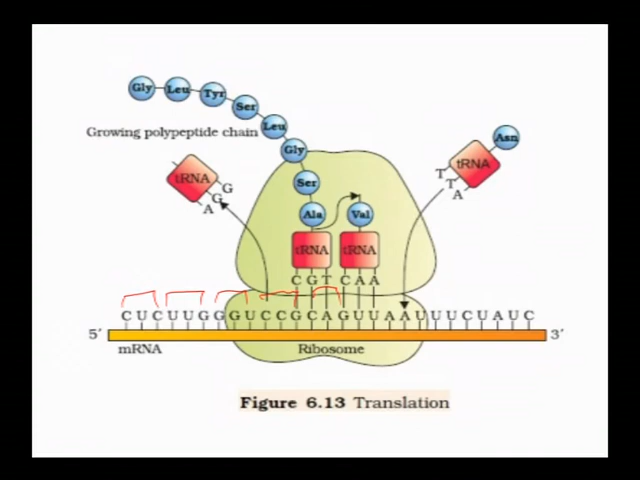 Gly Leu Tyr Ser Leu Gly Ser Ala Val
Asn
Growing polypeptide chain
tRNA
A G G
tRNA
T T A
tRNA tRNA
C G T C A A
C U C U U G G G U C C G C A G U U A A U U U C U A U C
5′ 3′
mRNA Ribosome
Figure 6.13 Translation